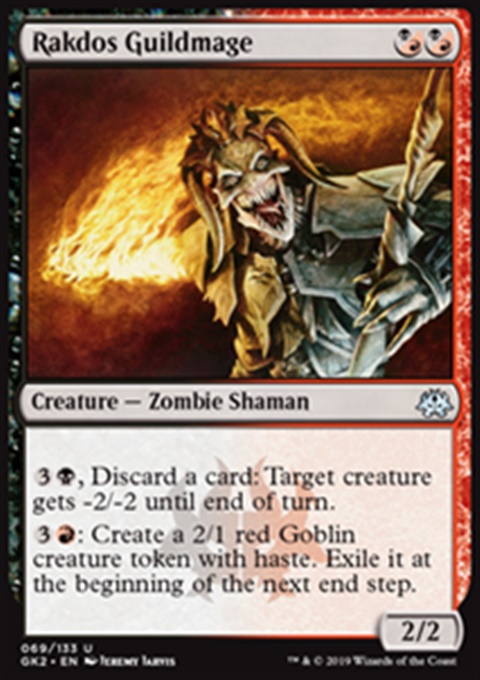 Rakdos Guildmage
Creature — Zombie Shaman
3, Discard a card: Target creature
gets -2/-2 until end of turn.
3: Create a 2/1 red Goblin
creature token with haste. Exile it at
the beginning of the next end step.
2/2
069/133 U
GK2 • EN Jeremy Jarvis
™ & © 2019 Wizards of the Coast